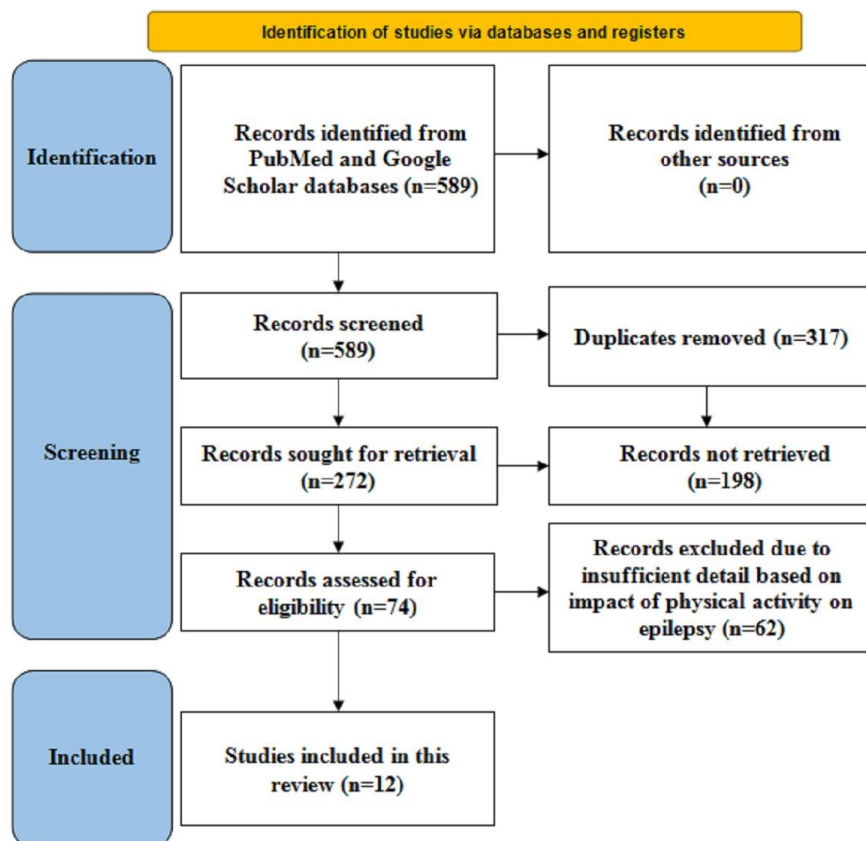 Identification of studies via databases and registers
Identification
Records identified from
PubMed and Google
Scholar databases (n=589)
Records identified from
other sources
(n=0)
Screening
Records screened
(n=589)
Duplicates removed (n=317)
Records sought for retrieval
(n=272)
Records not retrieved
(n=198)
Records assessed for
eligibility (n=74)
Records excluded due to
insufficient detail based on
impact of physical activity on
epilepsy (n=62)
Included
Studies included in this
review (n=12)